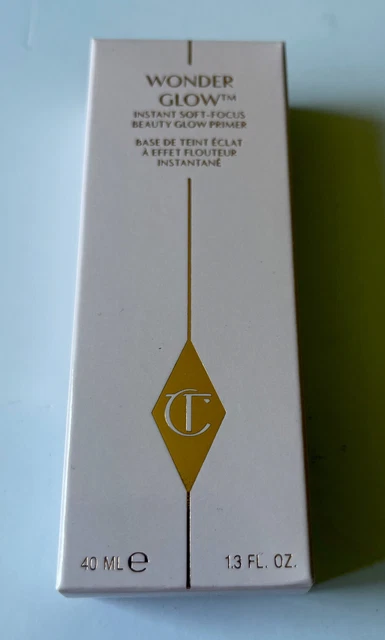 WONDER
GLOW™
INSTANT SOFT-FOCUS
BEAUTY GLOW PRIMER
BASE DE TEINT ÉCLAT
À EFFET FLOUTEUR
INSTANTANÉ
CT
40 ML ℮ 1.3 FL. OZ.